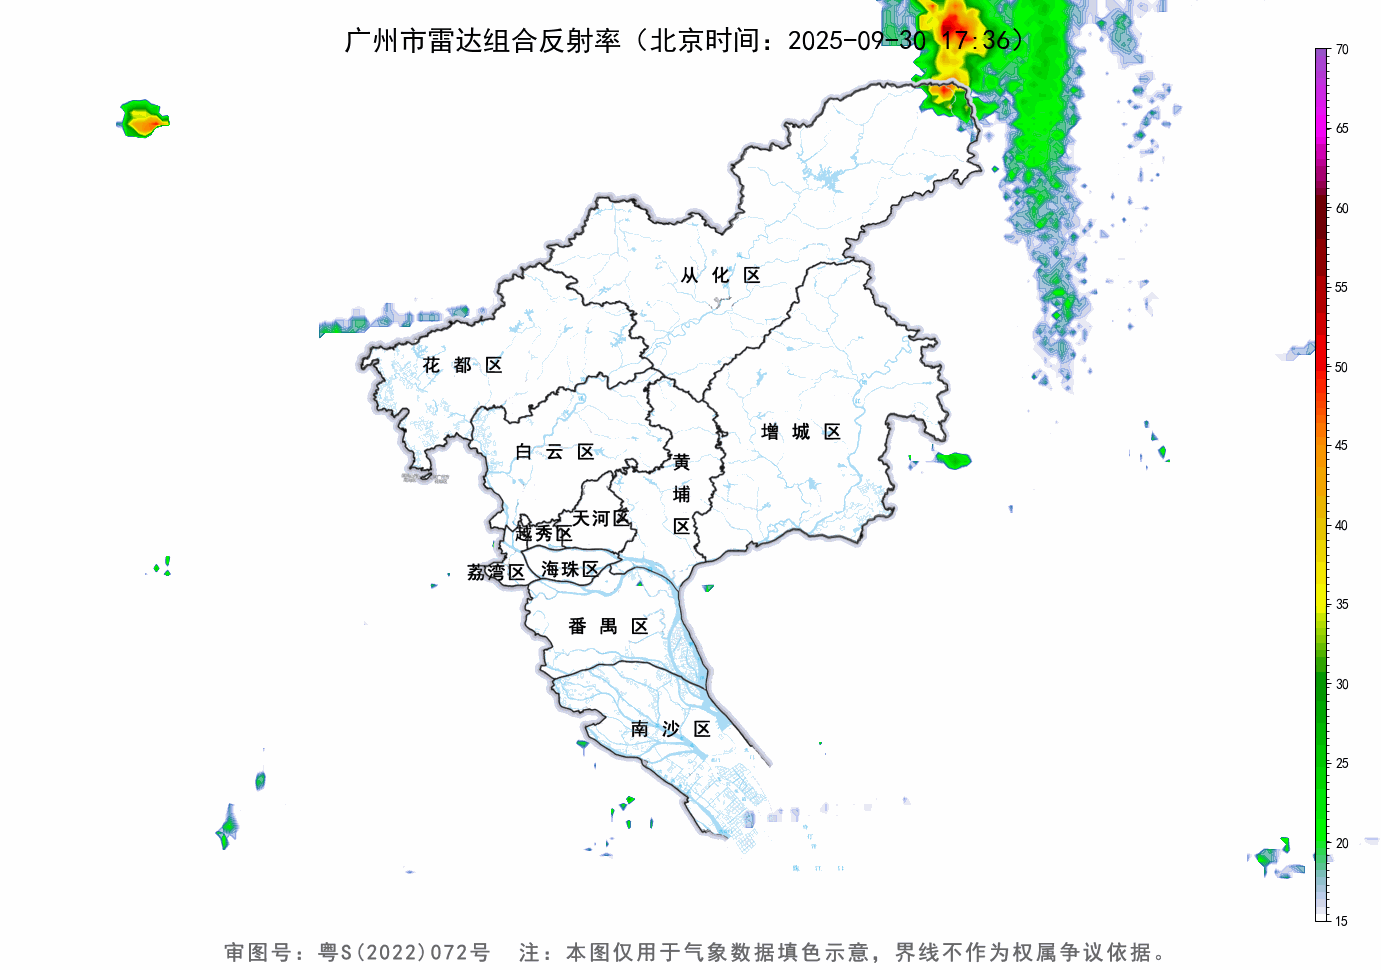 广州市雷达组合反射率（北京时间：2025-09-30 17:36）
70
65
60
从 化 区
55
50
花 都 区
45
增 城 区
白 云 区
黄
埔
区
40
天河区
越秀区
海珠区
荔湾区
35
番 禺 区
30
南 沙 区
25
20
15
审图号：粤S(2022)072号 注：本图仅用于气象数据填色示意，界线不作为权属争议依据。